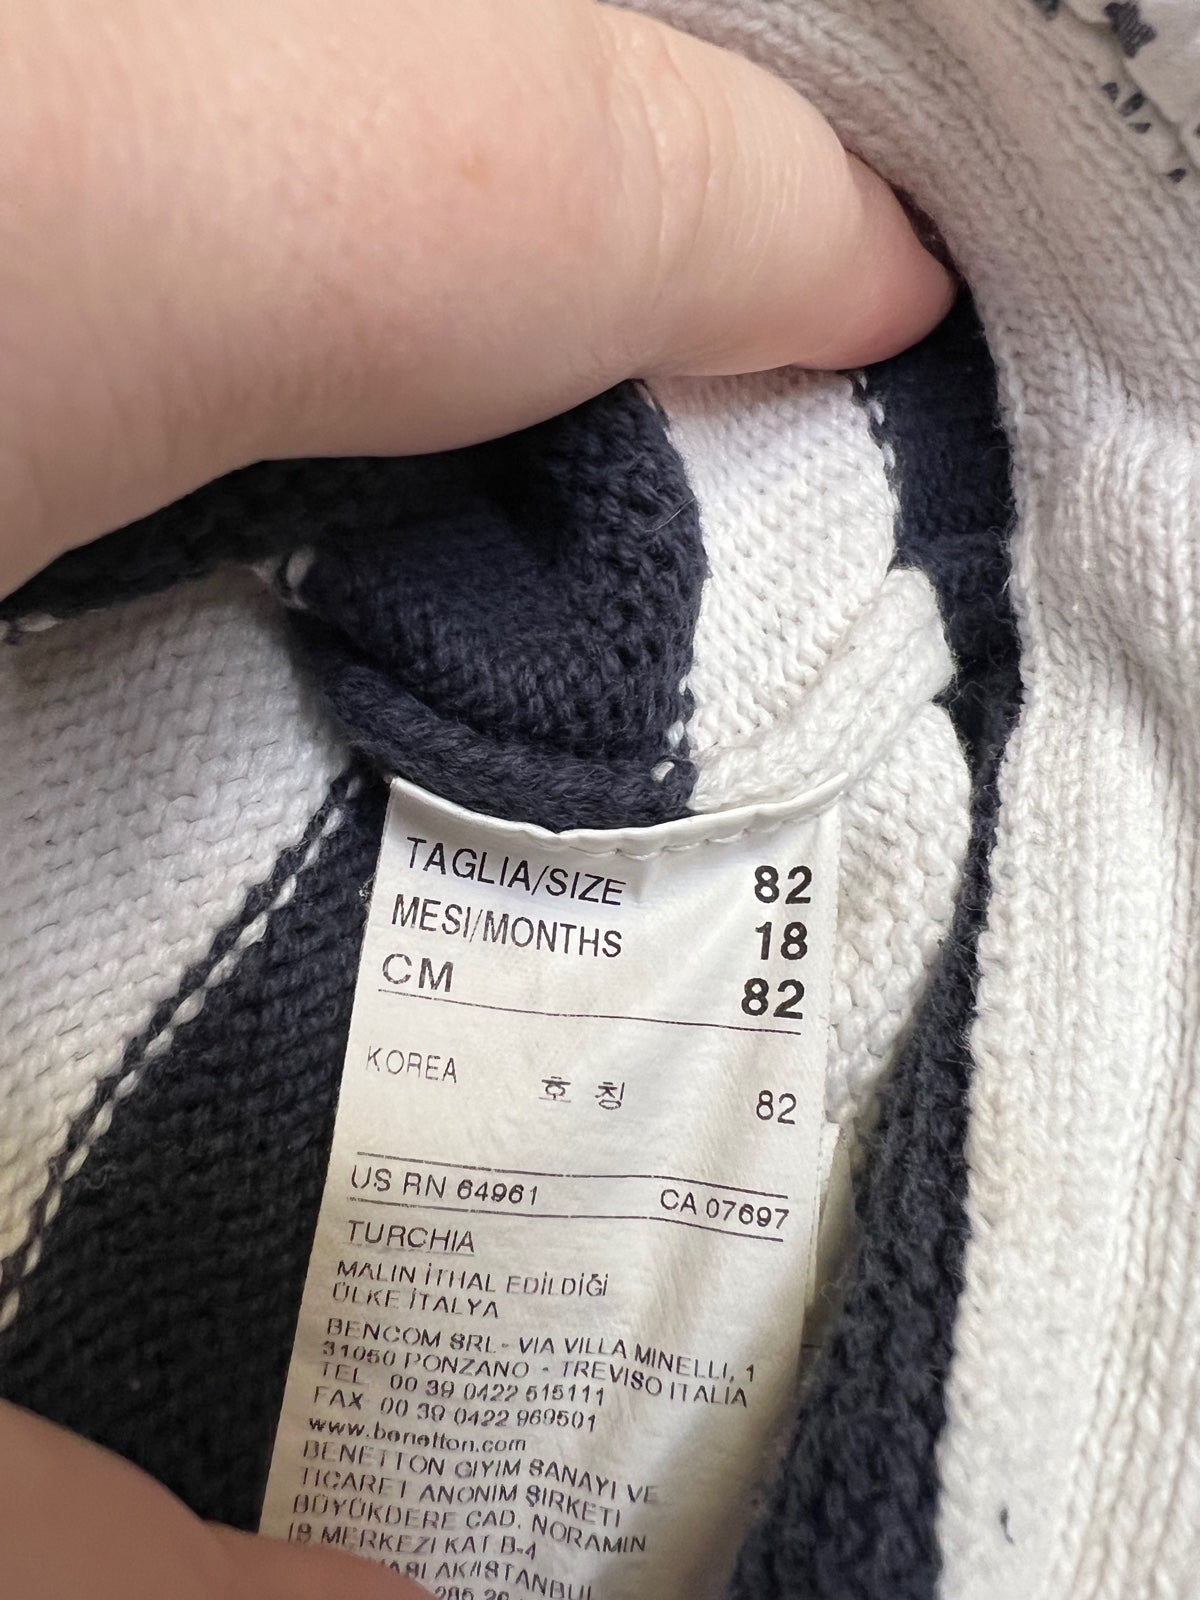 TAGLIA/SIZE 82
MESI/MONTHS 18
CM 82
KOREA 호칭 82
US RN 64961 CA 07697
TURCHIA
MALIN İTHAL EDİLDİĞİ
ÜLKE İTALYA
BENCOM SRL - VIA VILLA MINELLI, 1
31050 PONZANO - TREVISO ITALIA
TEL 00 39 0422 515111
FAX 00 39 0422 969501
www.benetton.com
BENETTON GIYIM SANAYI VE
TICARET ANONIM ŞIRKETI
BÜYÜKDERE CAD. NORAMIN
IS MERKEZI KAT B-4
AK/ISTANBUL